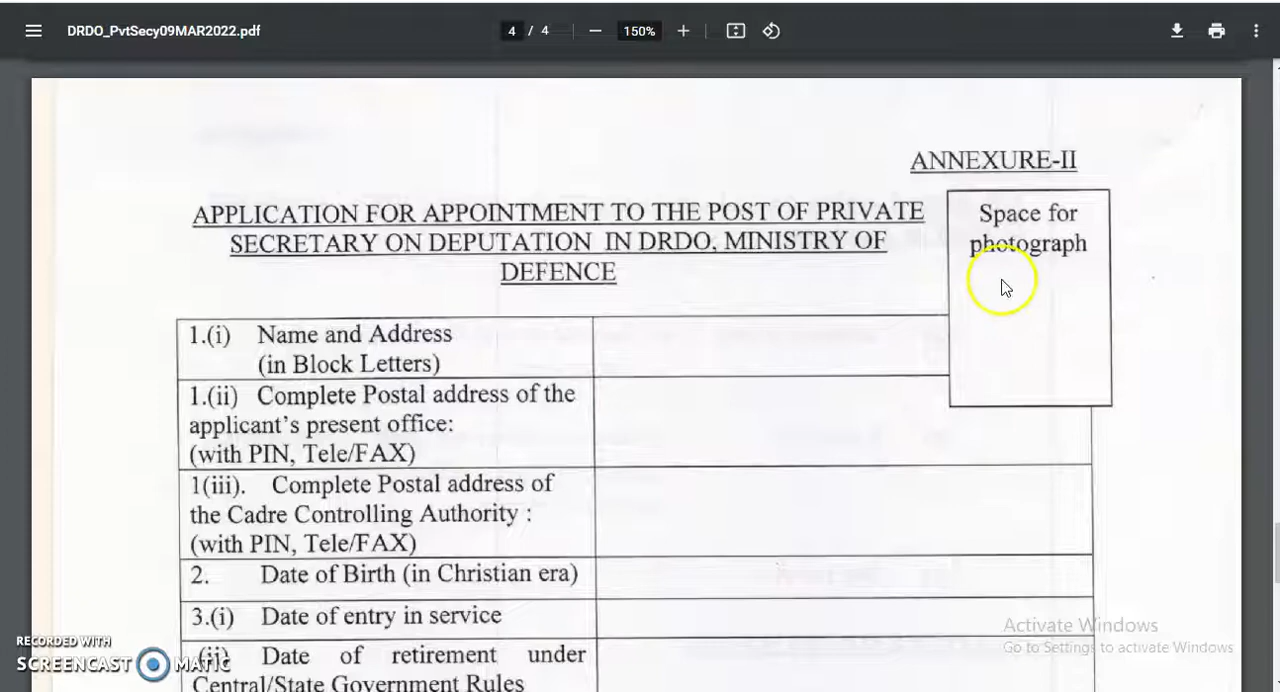 DRDO_PvtSecy09MAR2022.pdf
4 / 4
150%
ANNEXURE-II
APPLICATION FOR APPOINTMENT TO THE POST OF PRIVATE
SECRETARY ON DEPUTATION IN DRDO, MINISTRY OF
DEFENCE
Space for
photograph
1.(i) Name and Address
(in Block Letters)
1.(ii) Complete Postal address of the
applicant's present office:
(with PIN, Tele/FAX)
1(iii). Complete Postal address of
the Cadre Controlling Authority :
(with PIN, Tele/FAX)
2. Date of Birth (in Christian era)
3.(i) Date of entry in service
(ii) Date of retirement under
Central/State Government Rules
Activate Windows
Go to Settings to activate Windows.
RECORDED WITH
SCREENCAST MATIC